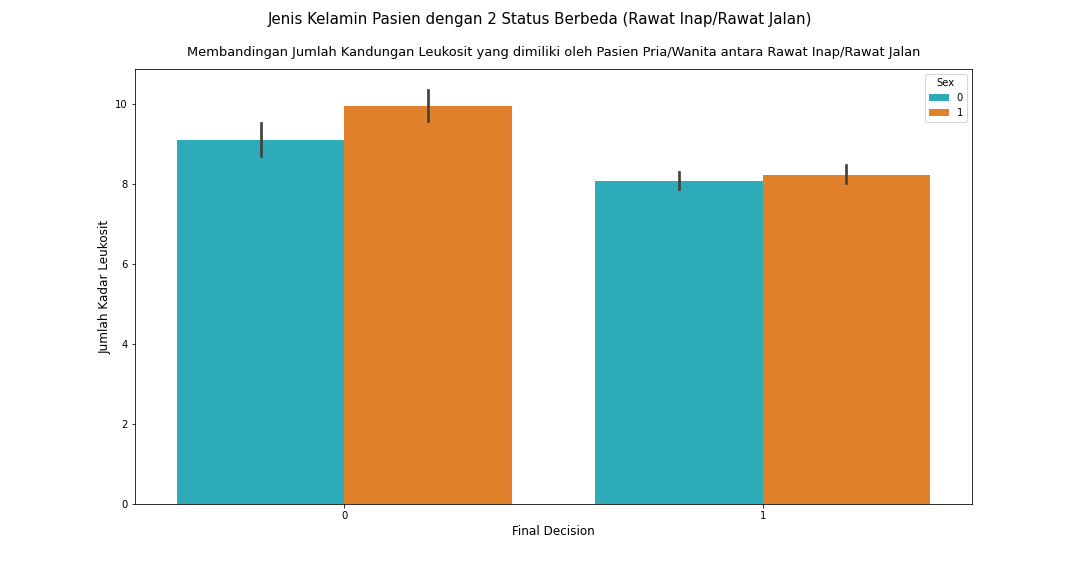 Jenis Kelamin Pasien dengan 2 Status Berbeda (Rawat Inap/Rawat Jalan)
Membandingan Jumlah Kandungan Leukosit yang dimiliki oleh Pasien Pria/Wanita antara Rawat Inap/Rawat Jalan
Sex
0
1
Jumlah Kadar Leukosit
10
8
6
4
2
0
0 1
Final Decision